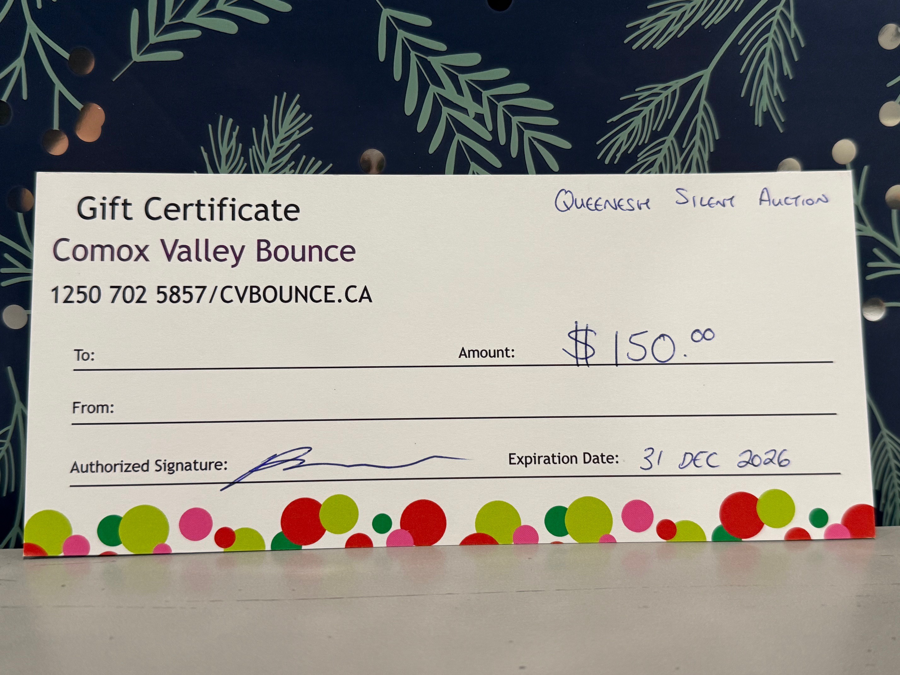 Gift Certificate
Queenesh Silent Auction
Comox Valley Bounce
1250 702 5857/CVBOUNCE.CA
To:
Amount: $150.00
From:
Authorized Signature:
Expiration Date: 31 DEC 2026